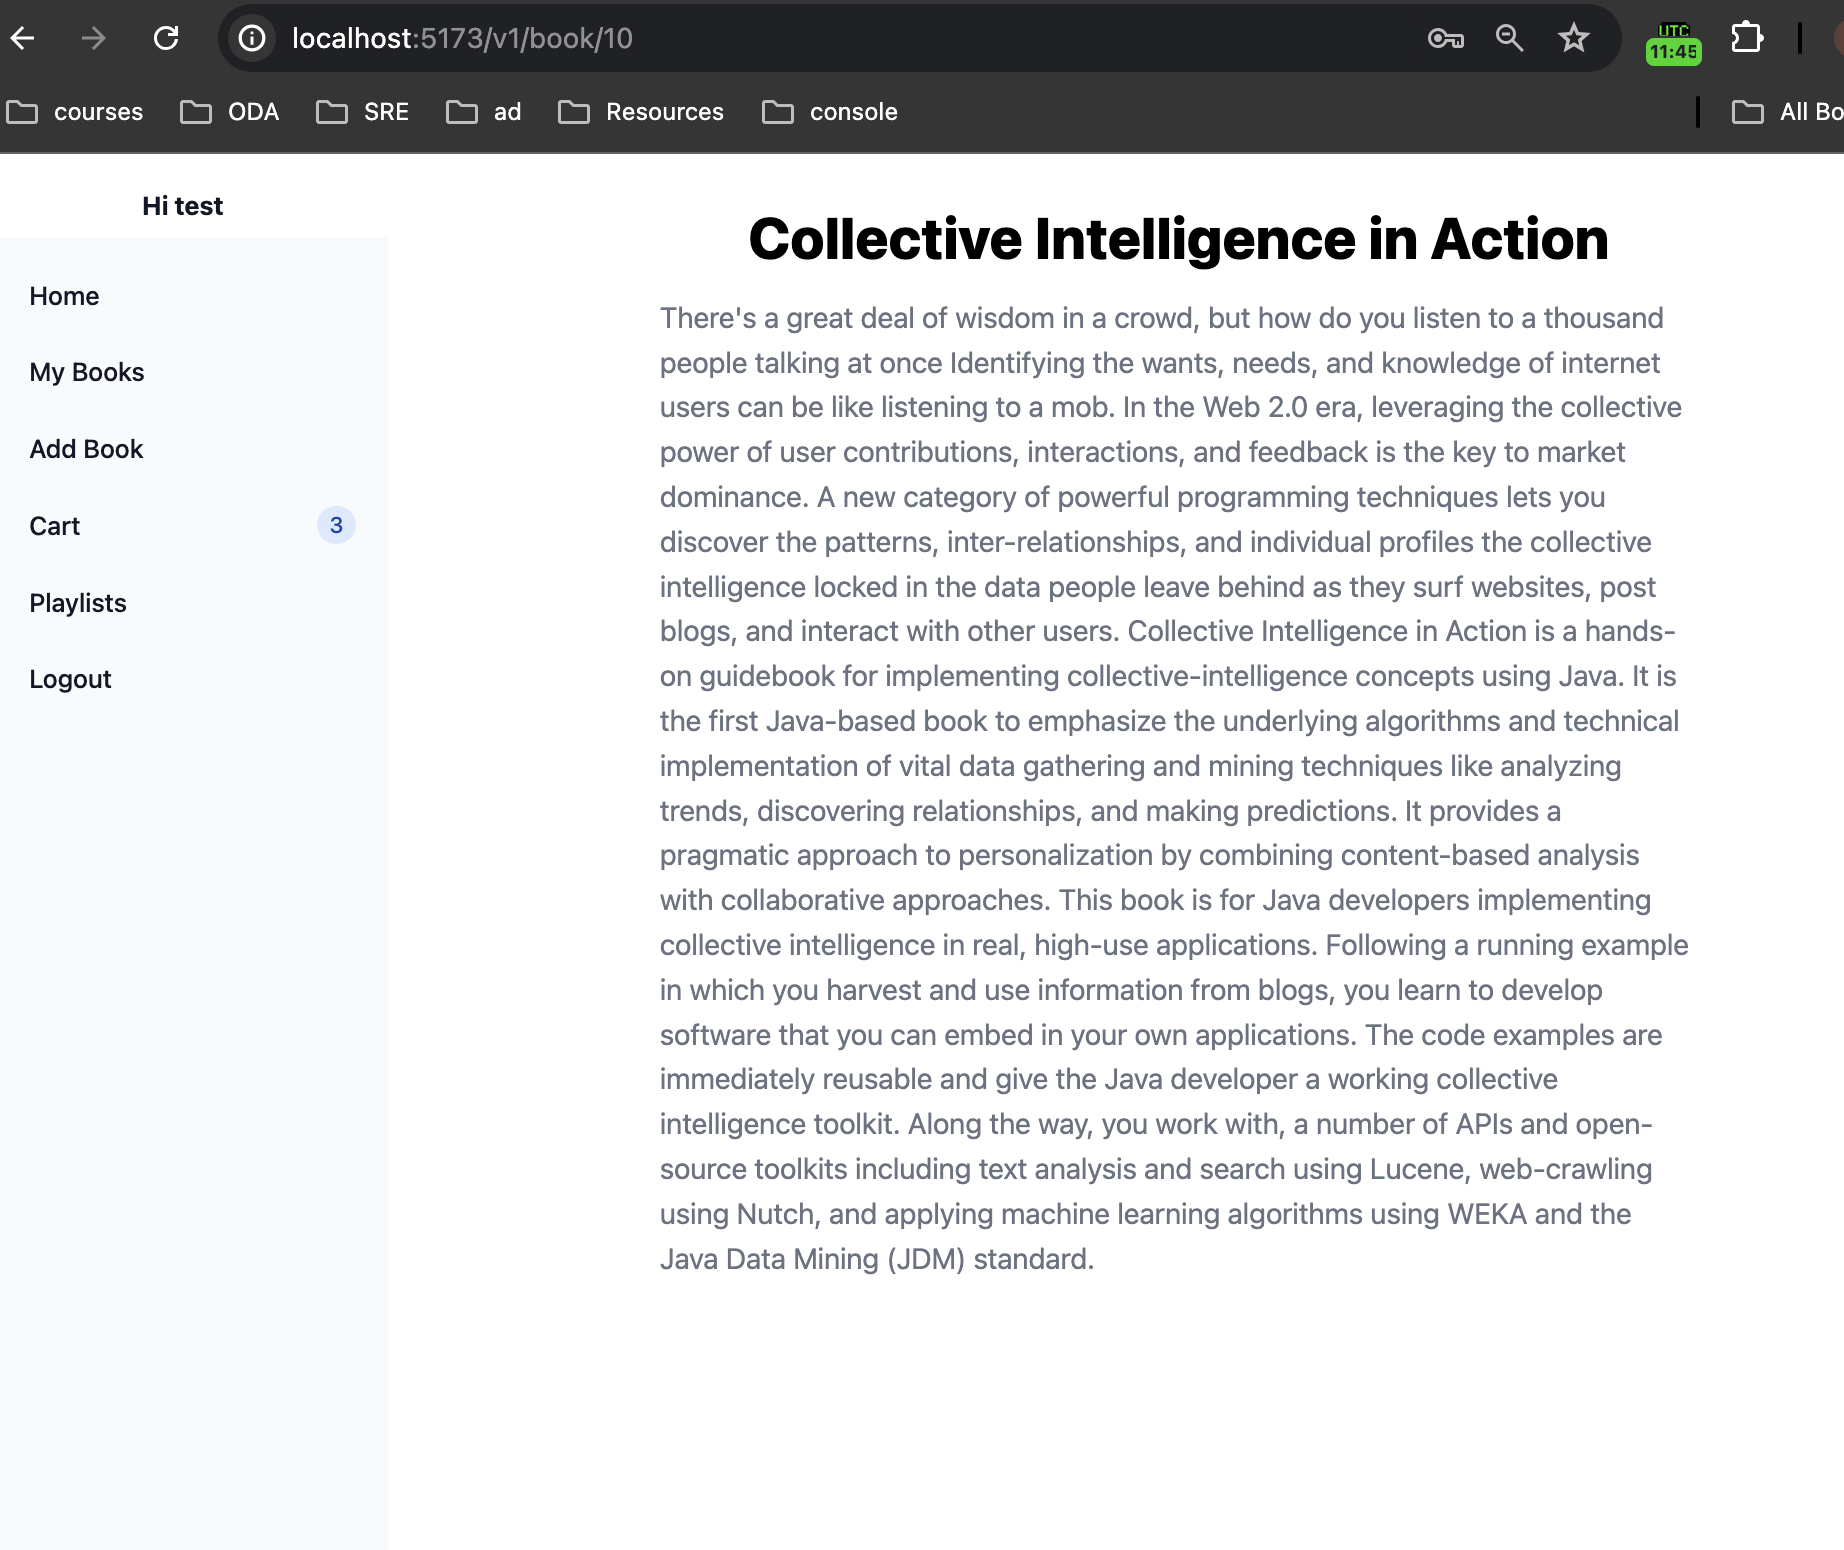 localhost:5173/v1/book/10
UTC
11:45
courses
ODA
SRE
ad
Resources
console
All Bo
Hi test
Home
My Books
Add Book
Cart
3
Playlists
Logout
Collective Intelligence in Action
There's a great deal of wisdom in a crowd, but how do you listen to a thousand
people talking at once Identifying the wants, needs, and knowledge of internet
users can be like listening to a mob. In the Web 2.0 era, leveraging the collective
power of user contributions, interactions, and feedback is the key to market
dominance. A new category of powerful programming techniques lets you
discover the patterns, inter-relationships, and individual profiles the collective
intelligence locked in the data people leave behind as they surf websites, post
blogs, and interact with other users. Collective Intelligence in Action is a hands-
on guidebook for implementing collective-intelligence concepts using Java. It is
the first Java-based book to emphasize the underlying algorithms and technical
implementation of vital data gathering and mining techniques like analyzing
trends, discovering relationships, and making predictions. It provides a
pragmatic approach to personalization by combining content-based analysis
with collaborative approaches. This book is for Java developers implementing
collective intelligence in real, high-use applications. Following a running example
in which you harvest and use information from blogs, you learn to develop
software that you can embed in your own applications. The code examples are
immediately reusable and give the Java developer a working collective
intelligence toolkit. Along the way, you work with, a number of APIs and open-
source toolkits including text analysis and search using Lucene, web-crawling
using Nutch, and applying machine learning algorithms using WEKA and the
Java Data Mining (JDM) standard.